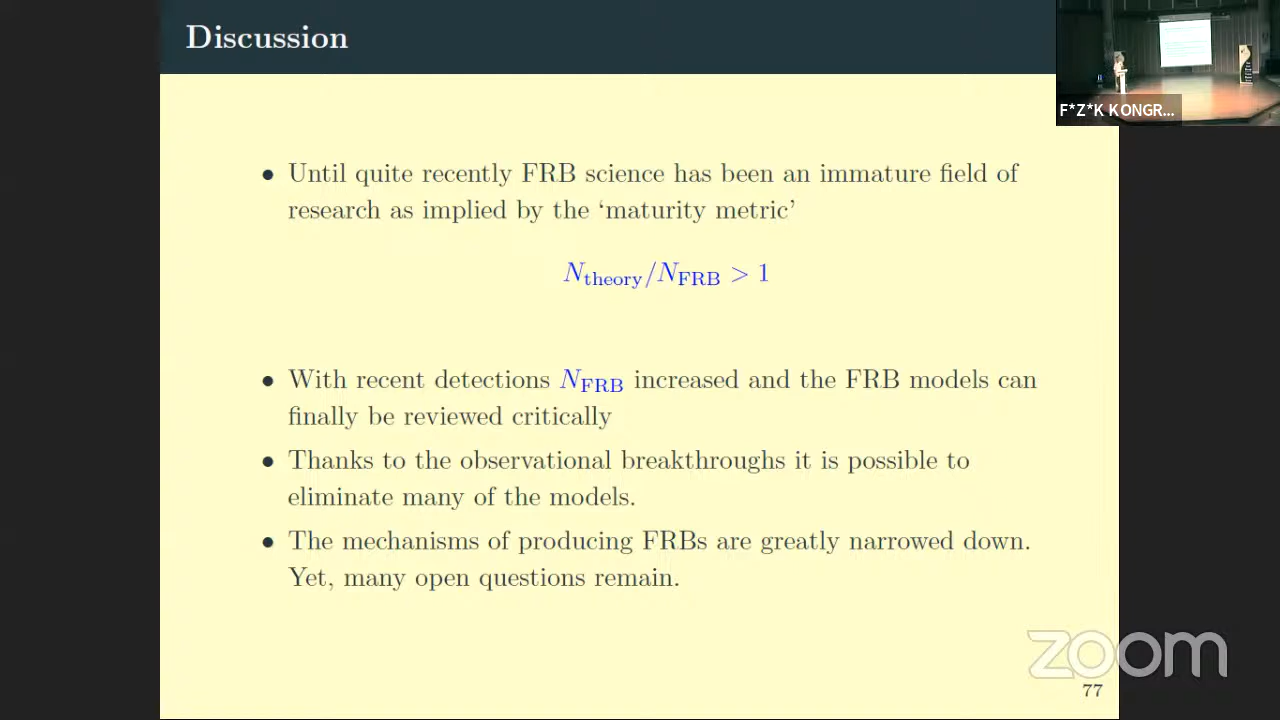 Discussion
F*Z*K KONGR...
• Until quite recently FRB science has been an immature field of
research as implied by the ‘maturity metric’
N_theory/N_FRB > 1
• With recent detections N_FRB increased and the FRB models can
finally be reviewed critically
• Thanks to the observational breakthroughs it is possible to
eliminate many of the models.
• The mechanisms of producing FRBs are greatly narrowed down.
Yet, many open questions remain.
zoom
77